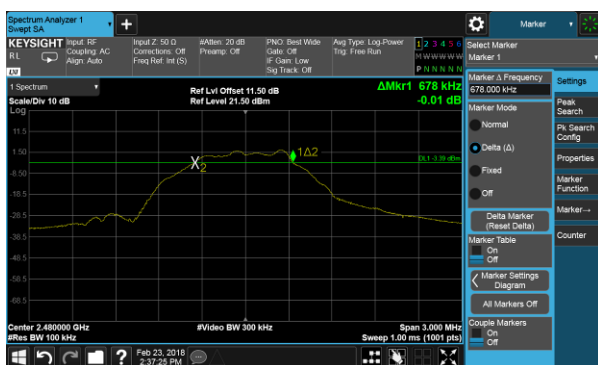 Spectrum Analyzer 1
Swept SA
+
Marker
KEYSIGHT Input: RF
RL
Coupling: AC
Align: Auto
Input Z: 50 Ω
Corrections: Off
Freq Ref: Int (S)
#Atten: 20 dB
Preamp: Off
PNO: Best Wide
Gate: Off
IF Gain: Low
Sig Track: Off
Avg Type: Log-Power
Trig: Free Run
1 2 3 4 5 6
M W W W W W
P N N N N N
LW
Select Marker
Marker 1
1 Spectrum
Scale/Div 10 dB
Log
Ref Lvl Offset 11.50 dB
Ref Level 21.50 dBm
ΔMkr1 678 kHz
-0.01 dB
11.5
1.50
-8.50
-18.5
-28.5
-38.5
-48.5
-58.5
-68.5
X2
1Δ2
DL1 -3.39 dBm
Center 2.480000 GHz
#Res BW 100 kHz
#Video BW 300 kHz
Span 3.000 MHz
Sweep 1.00 ms (1001 pts)
Marker Δ Frequency
678.000 kHz
Marker Mode
Normal
Delta (Δ)
Fixed
Off
Delta Marker
(Reset Delta)
Marker Table
On
Off
Marker Settings
Diagram
All Markers Off
Couple Markers
On
Off
Settings
Peak
Search
Pk Search
Config
Properties
Marker
Function
Marker→
Counter
?
Feb 23, 2018
2:37:25 PM